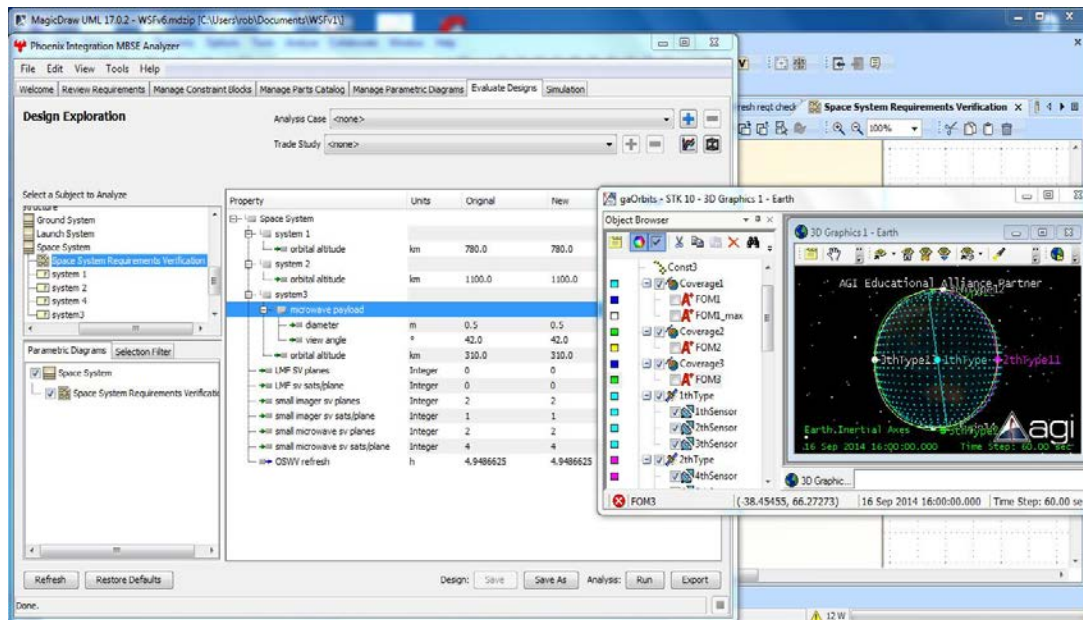 MagicDraw UML 17.0.2 - WSFv6.mdzip [C:\Users\rob\Documents\WSFv1\]
Phoenix Integration MBSE Analyzer
File Edit View Tools Help
Welcome Review Requirements Manage Constraint Blocks Manage Parts Catalog Manage Parametric Diagrams Evaluate Designs Simulation
Design Exploration
Analysis Case <none>
Trade Study <none>
Select a Subject to Analyze
Structure
Ground System
Launch System
Space System
Space System Requirements Verification
system 1
system 2
system 4
system3
Parametric Diagrams Selection Filter
Space System
Space System Requirements Verificatio
Property Units Original New
Space System
system 1
orbital altitude km 780.0 780.0
system 2
orbital altitude km 1100.0 1100.0
system3
microwave payload
diameter m 0.5 0.5
view angle ° 42.0 42.0
orbital altitude km 310.0 310.0
LMF SV planes Integer 0 0
LMF sv sats/plane Integer 0 0
small imager sv planes Integer 2 2
small imager sv sats/plane Integer 1 1
small microwave sv planes Integer 2 2
small microwave sv sats/plane Integer 4 4
OSWV refresh h 4.9486625 4.9486625
Refresh Restore Defaults Design: Save Save As Analysis: Run Export
Done.
fresh reqt check Space System Requirements Verification
100%
gaOrbits - STK 10 - 3D Graphics 1 - Earth
Object Browser
Const3
Coverage1
FOM1
FOM1_max
Coverage2
FOM2
Coverage3
FOM3
1thType
1thSensor
2thSensor
3thSensor
2thType
4thSensor
3D Graphics 1 - Earth
AGI Educational Alliance Partner
3thType13 1thType 2thType11
Earth Inertial Axes
16 Sep 2014 16:00:00.000 Time Step: 60.00 sec
agi
3D Graphic...
FOM3 (-38.45455, 66.27273) 16 Sep 2014 16:00:00.000 Time Step: 60.00 se
12 W